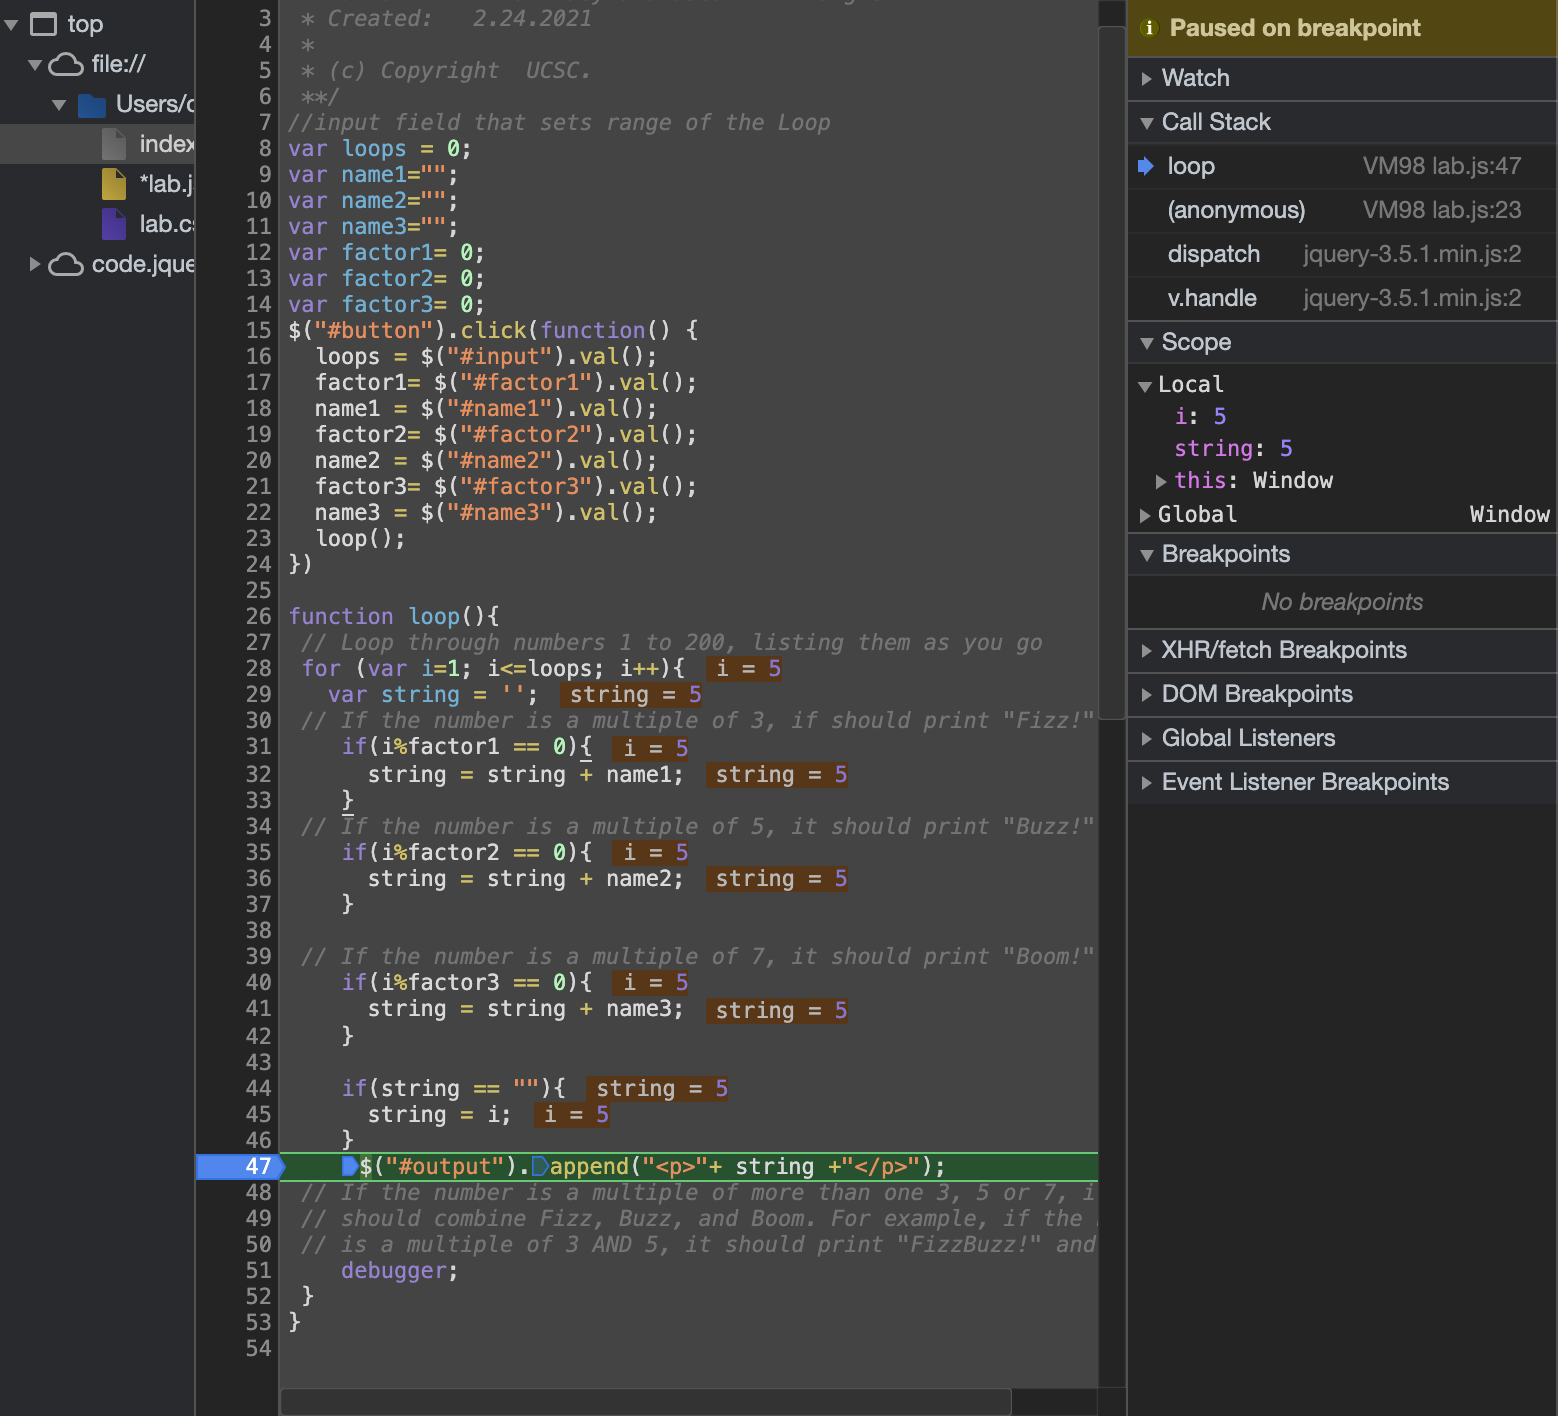 top
file://
Users/c
index
*lab.j
lab.cs
code.jque
3 * Created:   2.24.2021
4 *
5 * (c) Copyright  UCSC.
6 **/
7 //input field that sets range of the Loop
8 var loops = 0;
9 var name1="";
10 var name2="";
11 var name3="";
12 var factor1= 0;
13 var factor2= 0;
14 var factor3= 0;
15 $("#button").click(function() {
16   loops = $("#input").val();
17   factor1= $("#factor1").val();
18   name1 = $("#name1").val();
19   factor2= $("#factor2").val();
20   name2 = $("#name2").val();
21   factor3= $("#factor3").val();
22   name3 = $("#name3").val();
23   loop();
24 })
25
26 function loop(){
27  // Loop through numbers 1 to 200, listing them as you go
28  for (var i=1; i<=loops; i++){  i = 5
29    var string = '';  string = 5
30  // If the number is a multiple of 3, if should print "Fizz!"
31     if(i%factor1 == 0){  i = 5
32       string = string + name1;  string = 5
33     }
34  // If the number is a multiple of 5, it should print "Buzz!"
35     if(i%factor2 == 0){  i = 5
36       string = string + name2;  string = 5
37     }
38
39  // If the number is a multiple of 7, it should print "Boom!"
40     if(i%factor3 == 0){  i = 5
41       string = string + name3;  string = 5
42     }
43
44     if(string == ""){  string = 5
45       string = i;  i = 5
46     }
47     $("#output").append("<p>"+ string +"</p>");
48  // If the number is a multiple of more than one 3, 5 or 7, i
49  // should combine Fizz, Buzz, and Boom. For example, if the
50  // is a multiple of 3 AND 5, it should print "FizzBuzz!" and
51     debugger;
52  }
53 }
54
Paused on breakpoint
Watch
Call Stack
loop VM98 lab.js:47
(anonymous) VM98 lab.js:23
dispatch jquery-3.5.1.min.js:2
v.handle jquery-3.5.1.min.js:2
Scope
Local
i: 5
string: 5
this: Window
Global Window
Breakpoints
No breakpoints
XHR/fetch Breakpoints
DOM Breakpoints
Global Listeners
Event Listener Breakpoints